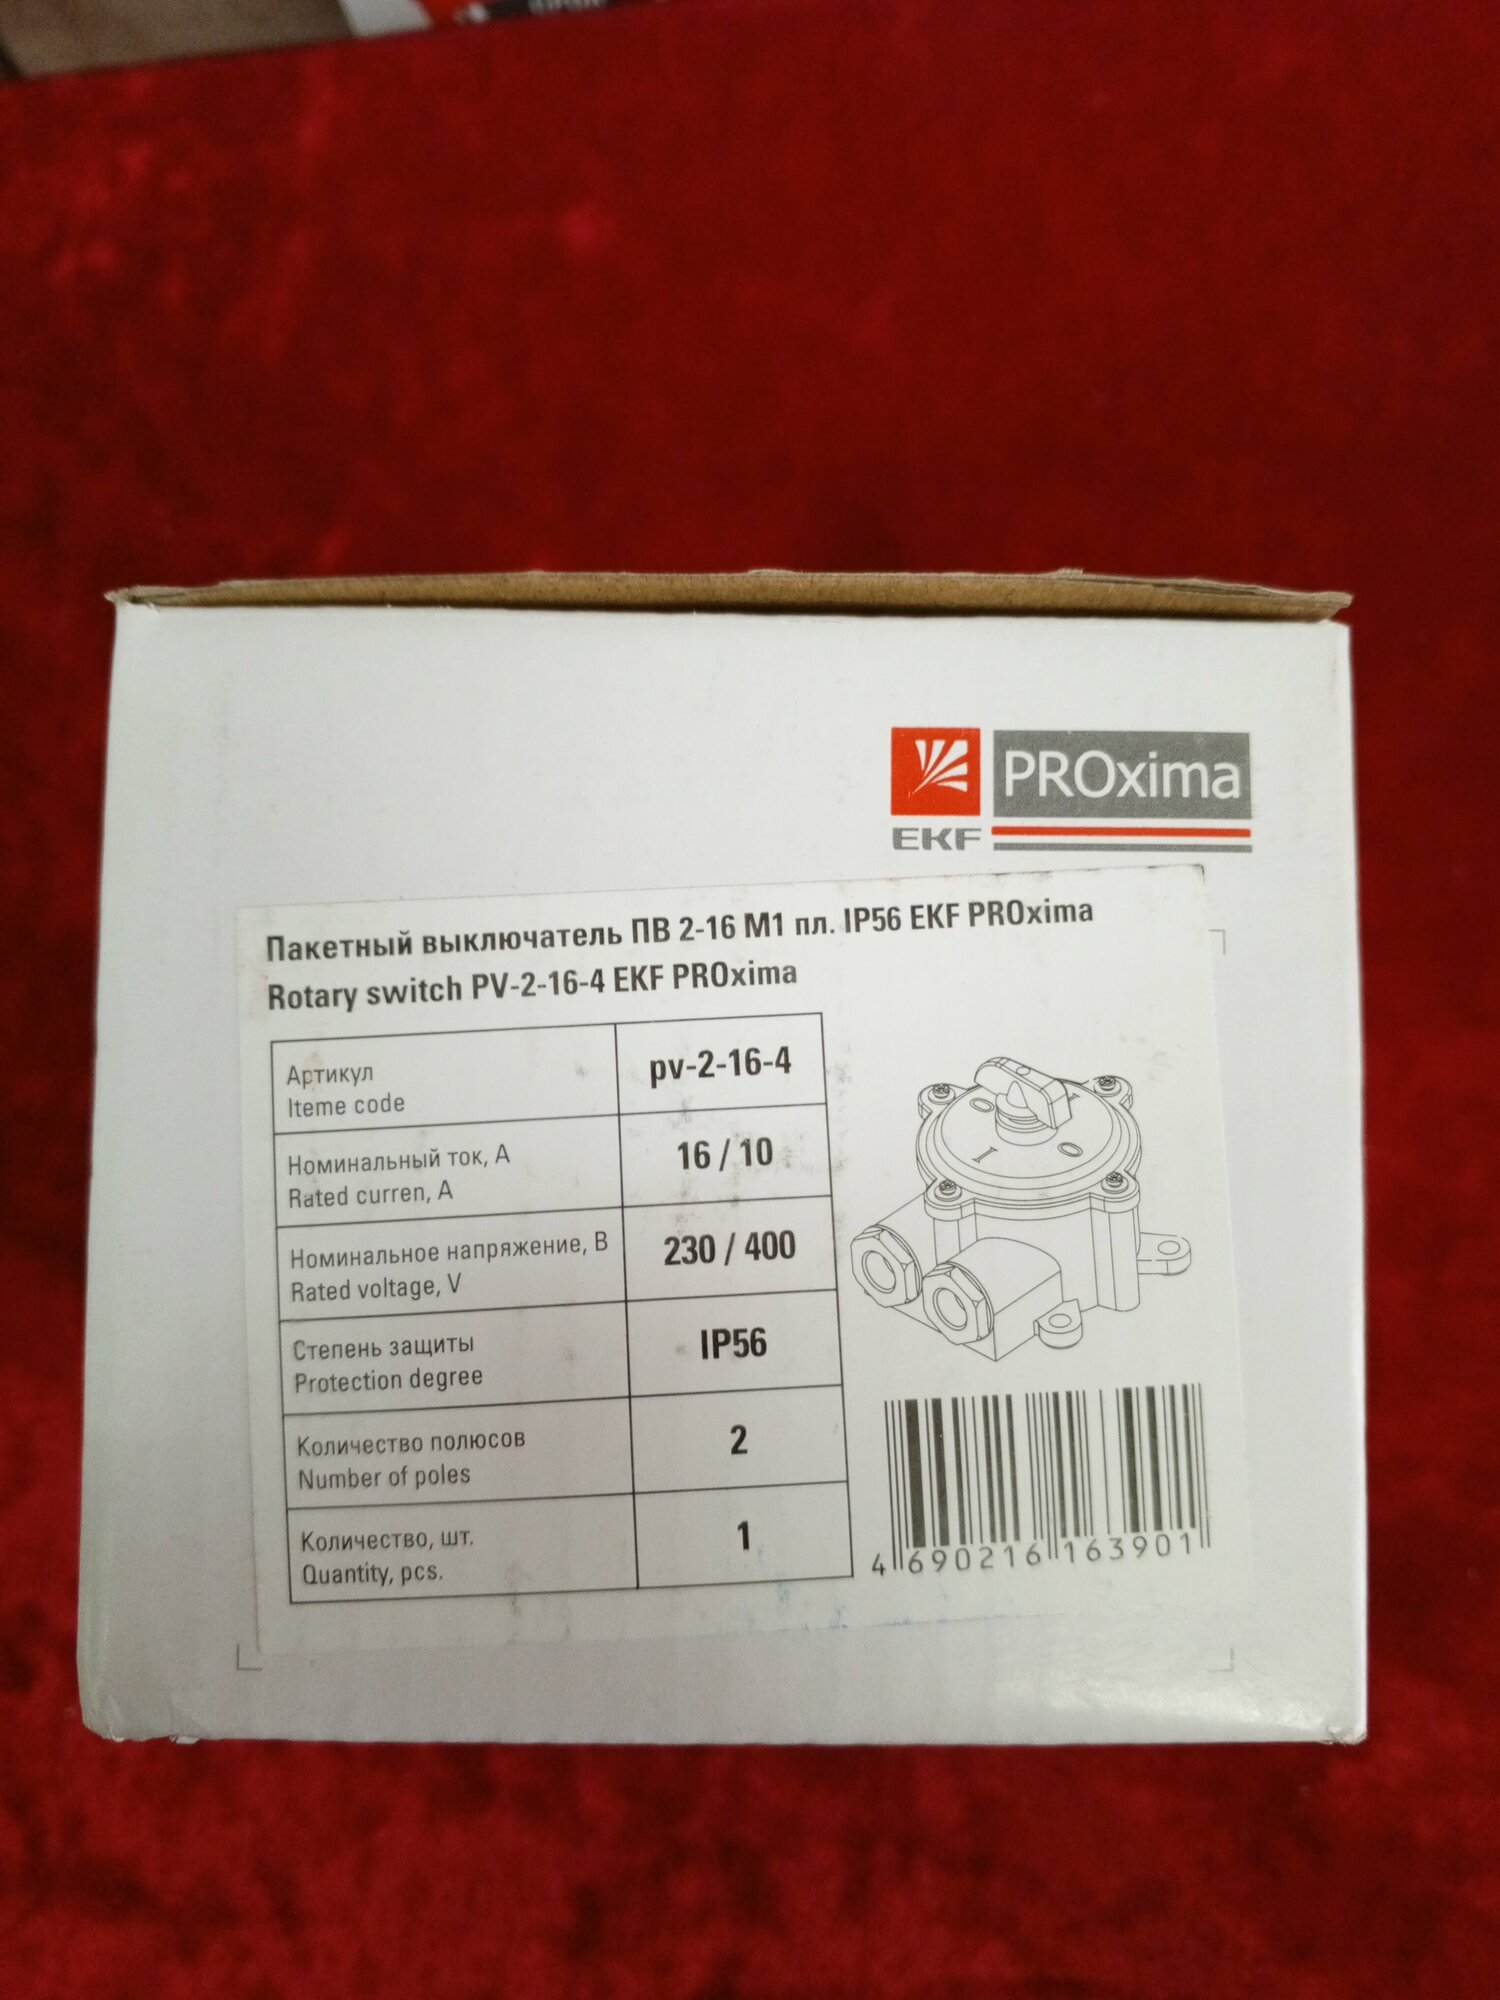 PROxima
EKF
Пакетный выключатель ПВ 2-16 М1 пл. IP56 EKF PROxima
Rotary switch PV-2-16-4 EKF PROxima
Артикул
Iteme code
pv-2-16-4
Номинальный ток, А
Rated curren, A
16 / 10
Номинальное напряжение, В
Rated voltage, V
230 / 400
Степень защиты
Protection degree
IP56
Количество полюсов
Number of poles
2
Количество, шт.
Quantity, pcs.
1
O
I
I
O
4 690216 163901